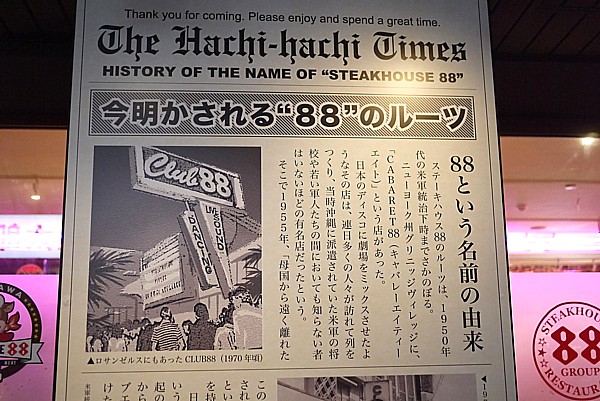 Thank you for coming. Please enjoy and spend a great time.
The Hachi-hachi Times
HISTORY OF THE NAME OF “STEAKHOUSE 88”
今明かされる“88”のルーツ
Club88
LIVE SOUND
DANCING
▲ロサンゼルスにもあったCLUB88(1970年頃)
88という名前の由来
ステーキハウス88のルーツは、1950年
代の米軍統治下時までさかのぼる。
ニューヨーク州グリーニッヂヴィレッジに、
「CABARET88(キャバレーエイティー
エイト)」という店があった。
日本のディスコに劇場をミックスさせたよ
うなその店は、連日多くの人々が訪れて列を
つくり、当時沖縄に派遣されていた米軍の将
校や若い軍人たちの間においても知らない者
はいないほどの有名店だったという。
そこで1955年、「母国から遠く離れた
STEAKHOUSE
88
GROUP
RESTAURANT